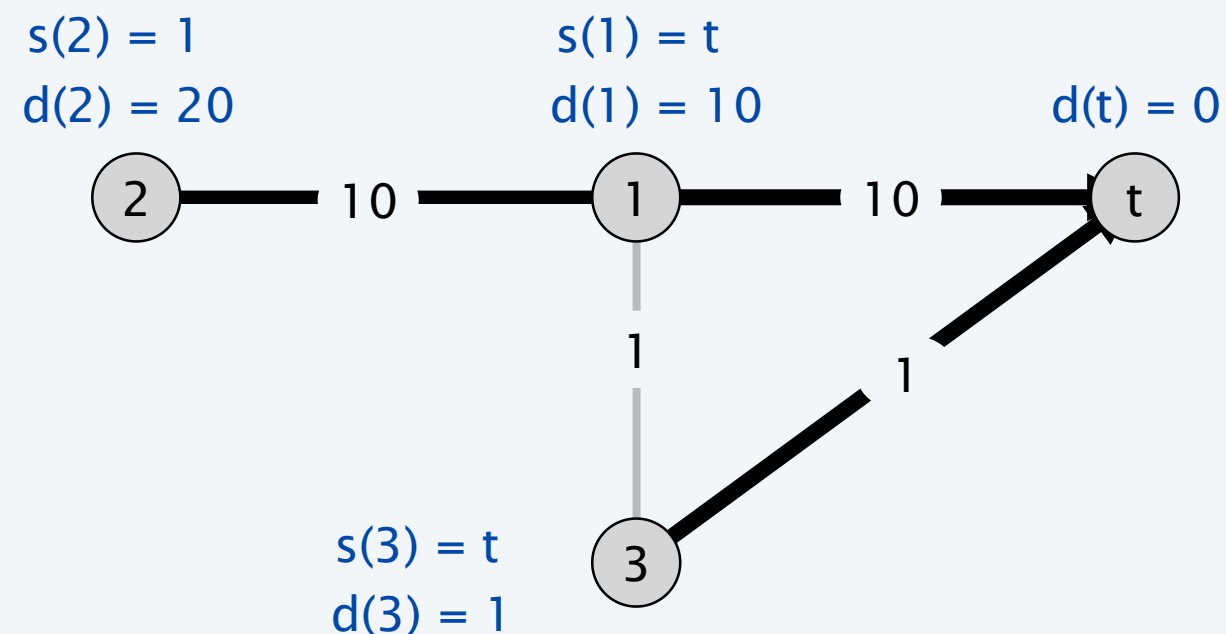 s(2) = 1
d(2) = 20
s(1) = t
d(1) = 10
d(t) = 0
2
10
1
10
t
1
1
s(3) = t
d(3) = 1
3